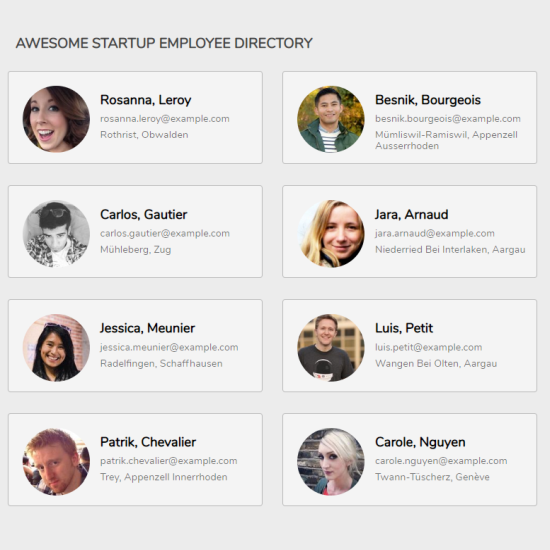 AWESOME STARTUP EMPLOYEE DIRECTORY
Rosanna, Leroy
rosanna.leroy@example.com
Rothrist, Obwalden
Besnik, Bourgeois
besnik.bourgeois@example.com
Mümliswil-Ramiswil, Appenzell
Ausserrhoden
Carlos, Gautier
carlos.gautier@example.com
Mühleberg, Zug
Jara, Arnaud
jara.arnaud@example.com
Niederried Bei Interlaken, Aargau
Jessica, Meunier
jessica.meunier@example.com
Radelfingen, Schaffhausen
Luis, Petit
luis.petit@example.com
Wangen Bei Olten, Aargau
Patrik, Chevalier
patrik.chevalier@example.com
Trey, Appenzell Innerrhoden
Carole, Nguyen
carole.nguyen@example.com
Twann-Tüscherz, Genève